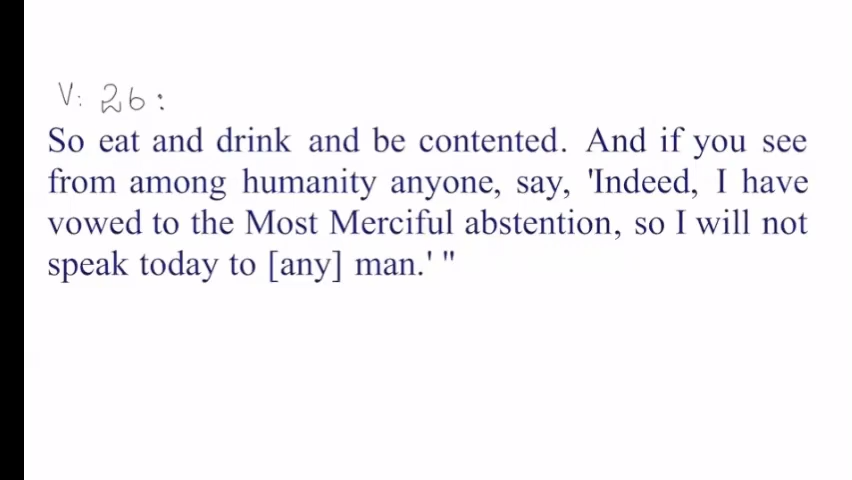 V: 26:
So eat and drink and be contented. And if you see
from among humanity anyone, say, 'Indeed, I have
vowed to the Most Merciful abstention, so I will not
speak today to [any] man.' "